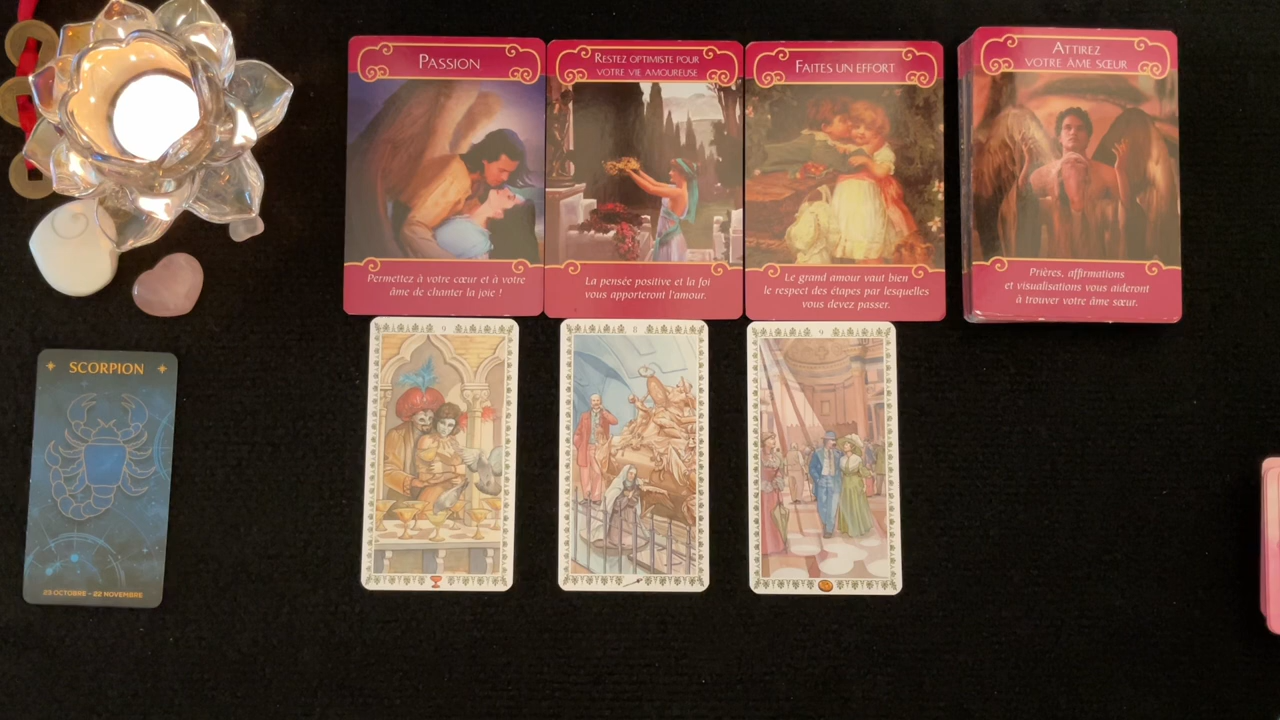 PASSION
Permettez à votre cœur et à votre
âme de chanter la joie !
RESTEZ OPTIMISTE POUR
VOTRE VIE AMOUREUSE
La pensée positive et la foi
vous apporteront l'amour.
FAITES UN EFFORT
Le grand amour vaut bien
le respect des étapes par lesquelles
vous devez passer.
ATTIREZ
VOTRE ÂME SŒUR
Prières, affirmations
et visualisations vous aideront
à trouver votre âme sœur.
SCORPION
23 OCTOBRE - 22 NOVEMBRE
9
8
9